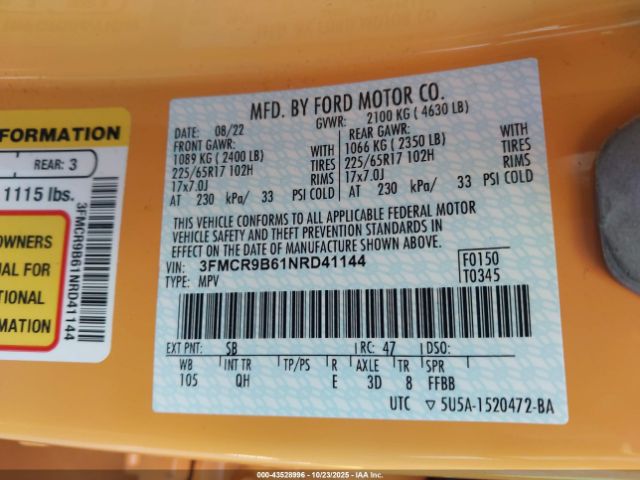 MFD. BY FORD MOTOR CO.
DATE: 08/22 GVWR: 2100 KG ( 4630 LB)
FRONT GAWR: WITH REAR GAWR: WITH
1089 KG ( 2400 LB) TIRES 1066 KG ( 2350 LB) TIRES
225/65R17 102H RIMS 225/65R17 102H RIMS
17x7.0J 17x7.0J
AT 230 kPa/ 33 PSI COLD AT 230 kPa/ 33 PSI COLD
THIS VEHICLE CONFORMS TO ALL APPLICABLE FEDERAL MOTOR
VEHICLE SAFETY AND THEFT PREVENTION STANDARDS IN
EFFECT ON THE DATE OF MANUFACTURE SHOWN ABOVE.
VIN: 3FMCR9B61NRD41144 F0150
TYPE: MPV T0345
EXT PNT: SB RC: 47 DSO:
WB INT TR TP/PS R AXLE TR SPR
105 QH E 3D 8 FFBB
UTC ▽ 5U5A-1520472-BA
FORMATION
REAR: 3
1115 lbs.
OWNERS
UAL FOR
TIONAL
MATION
3FMCR9B61NRD41144
000-43528996 - 10/23/2025 - IAAI.COM